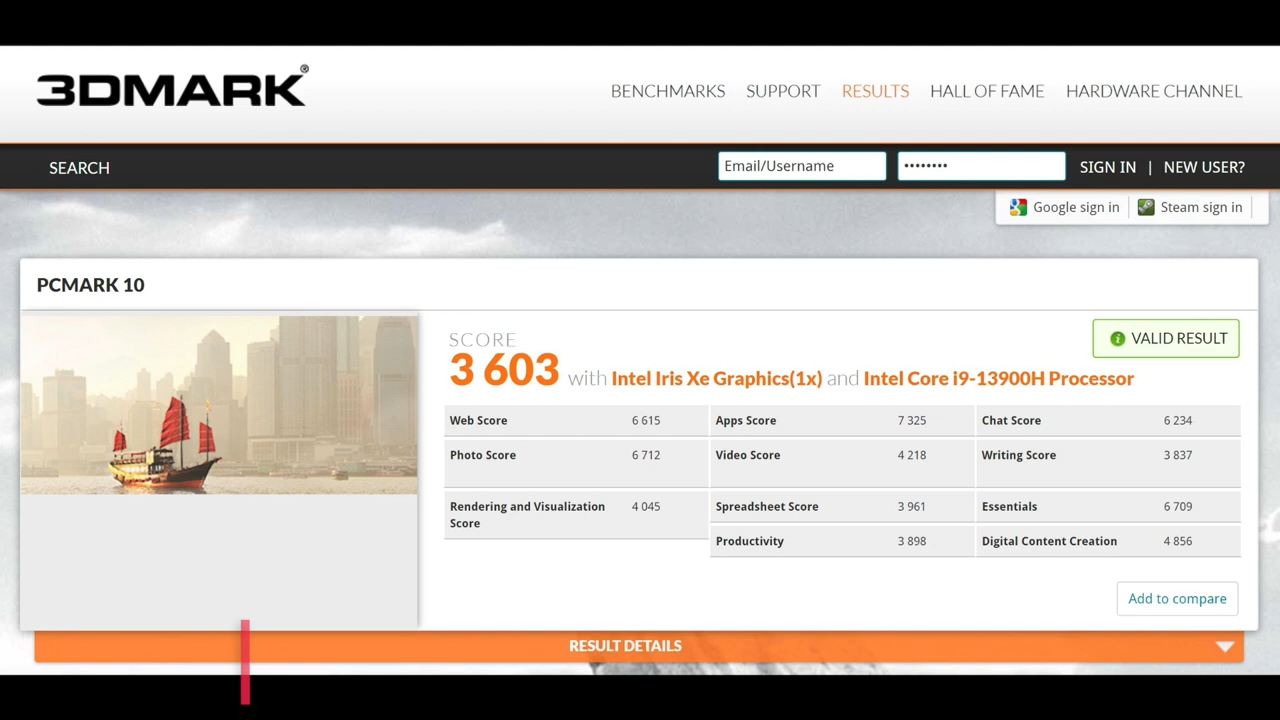 3DMARK®
BENCHMARKS SUPPORT RESULTS HALL OF FAME HARDWARE CHANNEL
SEARCH Email/Username •••••••• SIGN IN | NEW USER?
Google sign in Steam sign in
PCMARK 10
SCORE
VALID RESULT
3 603 with Intel Iris Xe Graphics(1x) and Intel Core i9-13900H Processor
Web Score 6 615 Apps Score 7 325 Chat Score 6 234
Photo Score 6 712 Video Score 4 218 Writing Score 3 837
Rendering and Visualization 4 045 Spreadsheet Score 3 961 Essentials 6 709
Score
Productivity 3 898 Digital Content Creation 4 856
Add to compare
RESULT DETAILS